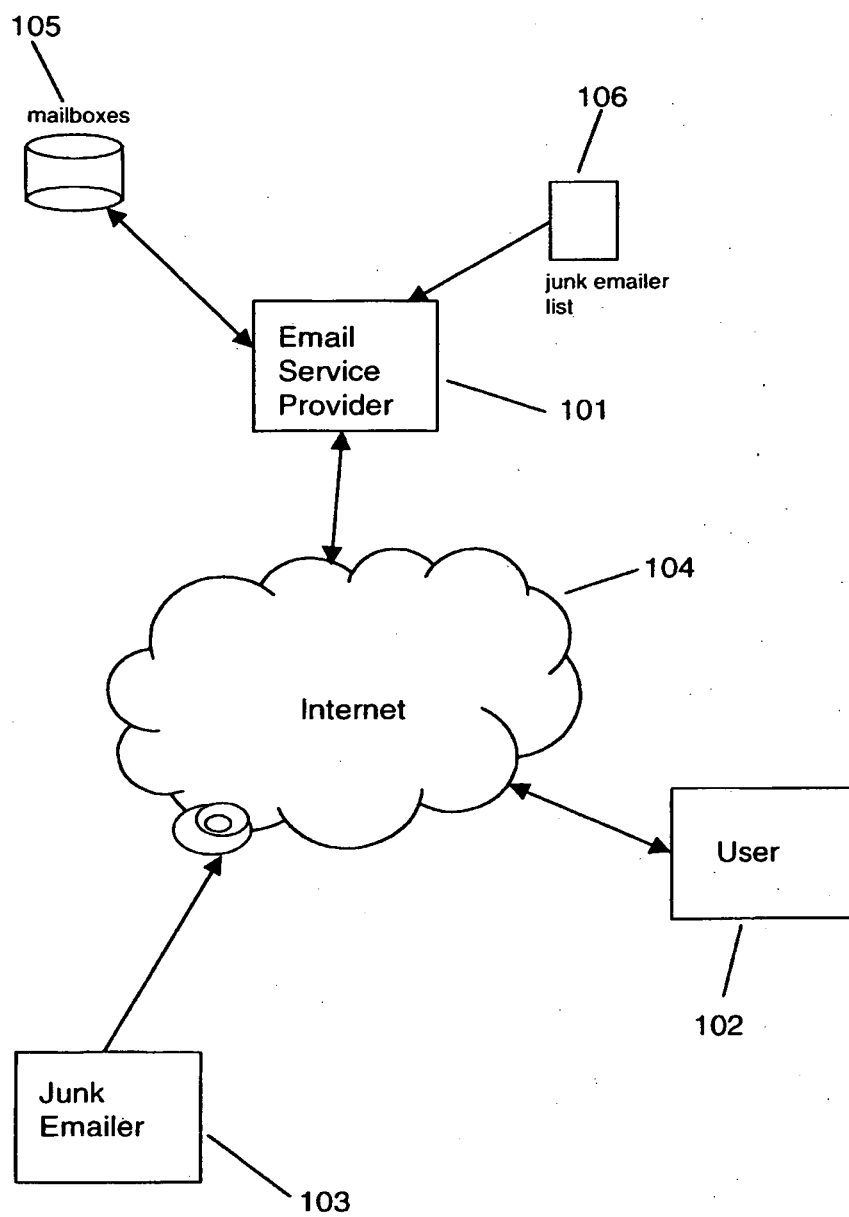 105
mailboxes
106
junk emailer
list
Email
Service
Provider
101
104
Internet
User
102
Junk
Emailer
103